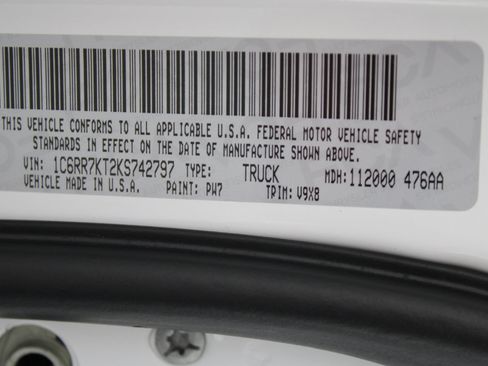 THIS VEHICLE CONFORMS TO ALL APPLICABLE U.S.A. FEDERAL MOTOR VEHICLE SAFETY
STANDARDS IN EFFECT ON THE DATE OF MANUFACTURE SHOWN ABOVE.
VIN: 1C6RR7KT2KS742797 TYPE: TRUCK MDH: 112000 476AA
VEHICLE MADE IN U.S.A. PAINT: PW7 TRIM: V9X8